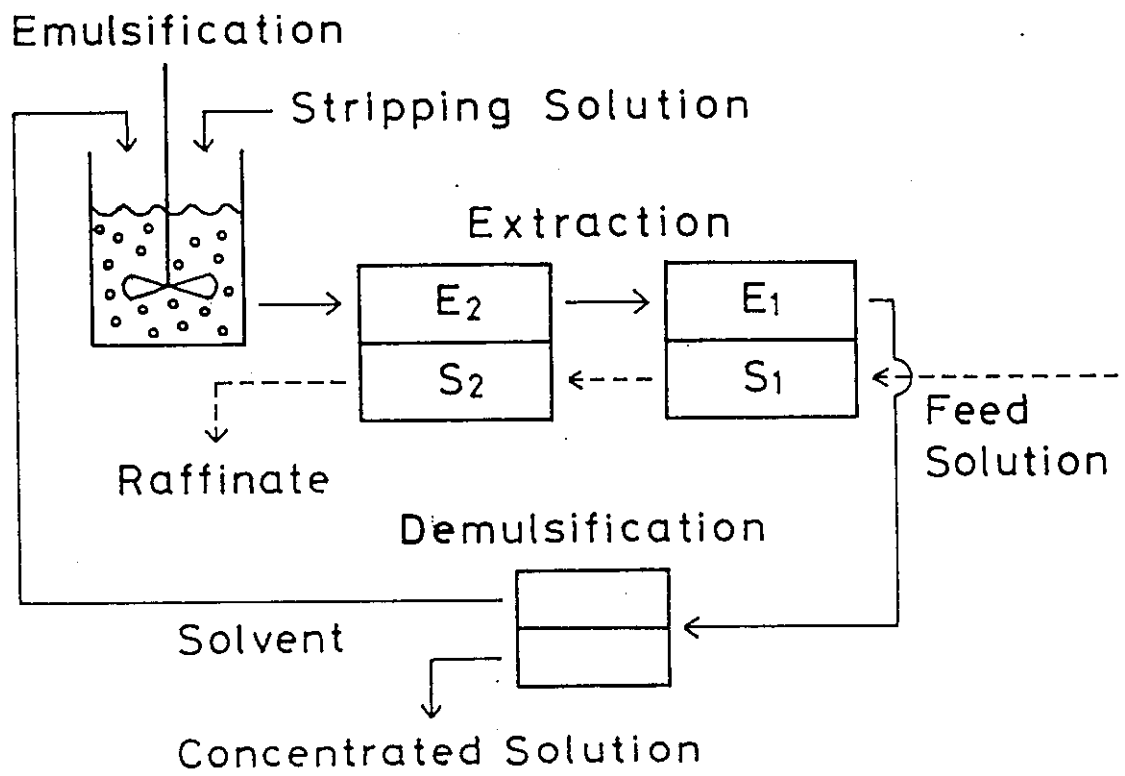 Emulsification
Stripping Solution
Extraction
E2
E1
S2
S1
Feed
Solution
Raffinate
Demulsification
Solvent
Concentrated Solution